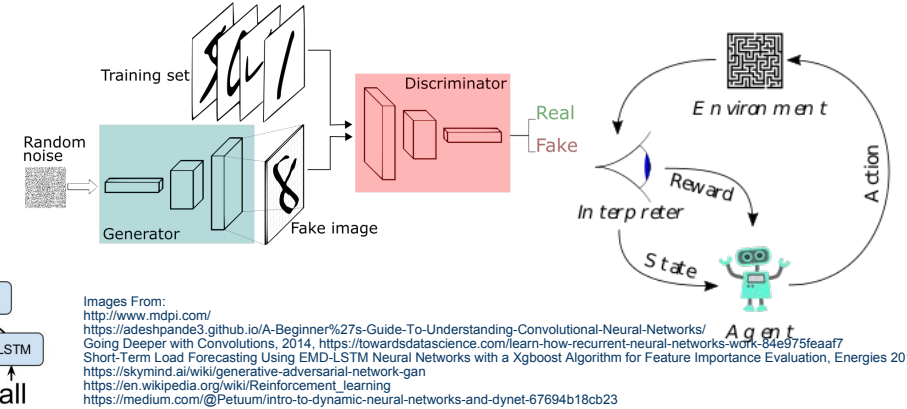 Training set
Random
noise
Generator
Fake image
Discriminator
Real
Fake
Environment
Reward
Interpreter
State
Action
Agent
LSTM
all
Images From:
http://www.mdpi.com/
https://adeshpande3.github.io/A-Beginner%27s-Guide-To-Understanding-Convolutional-Neural-Networks/
Going Deeper with Convolutions, 2014, https://towardsdatascience.com/learn-how-recurrent-neural-networks-work-84e975feaaf7
Short-Term Load Forecasting Using EMD-LSTM Neural Networks with a Xgboost Algorithm for Feature Importance Evaluation, Energies 20
https://skymind.ai/wiki/generative-adversarial-network-gan
https://en.wikipedia.org/wiki/Reinforcement_learning
https://medium.com/@Petuum/intro-to-dynamic-neural-networks-and-dynet-67694b18cb23